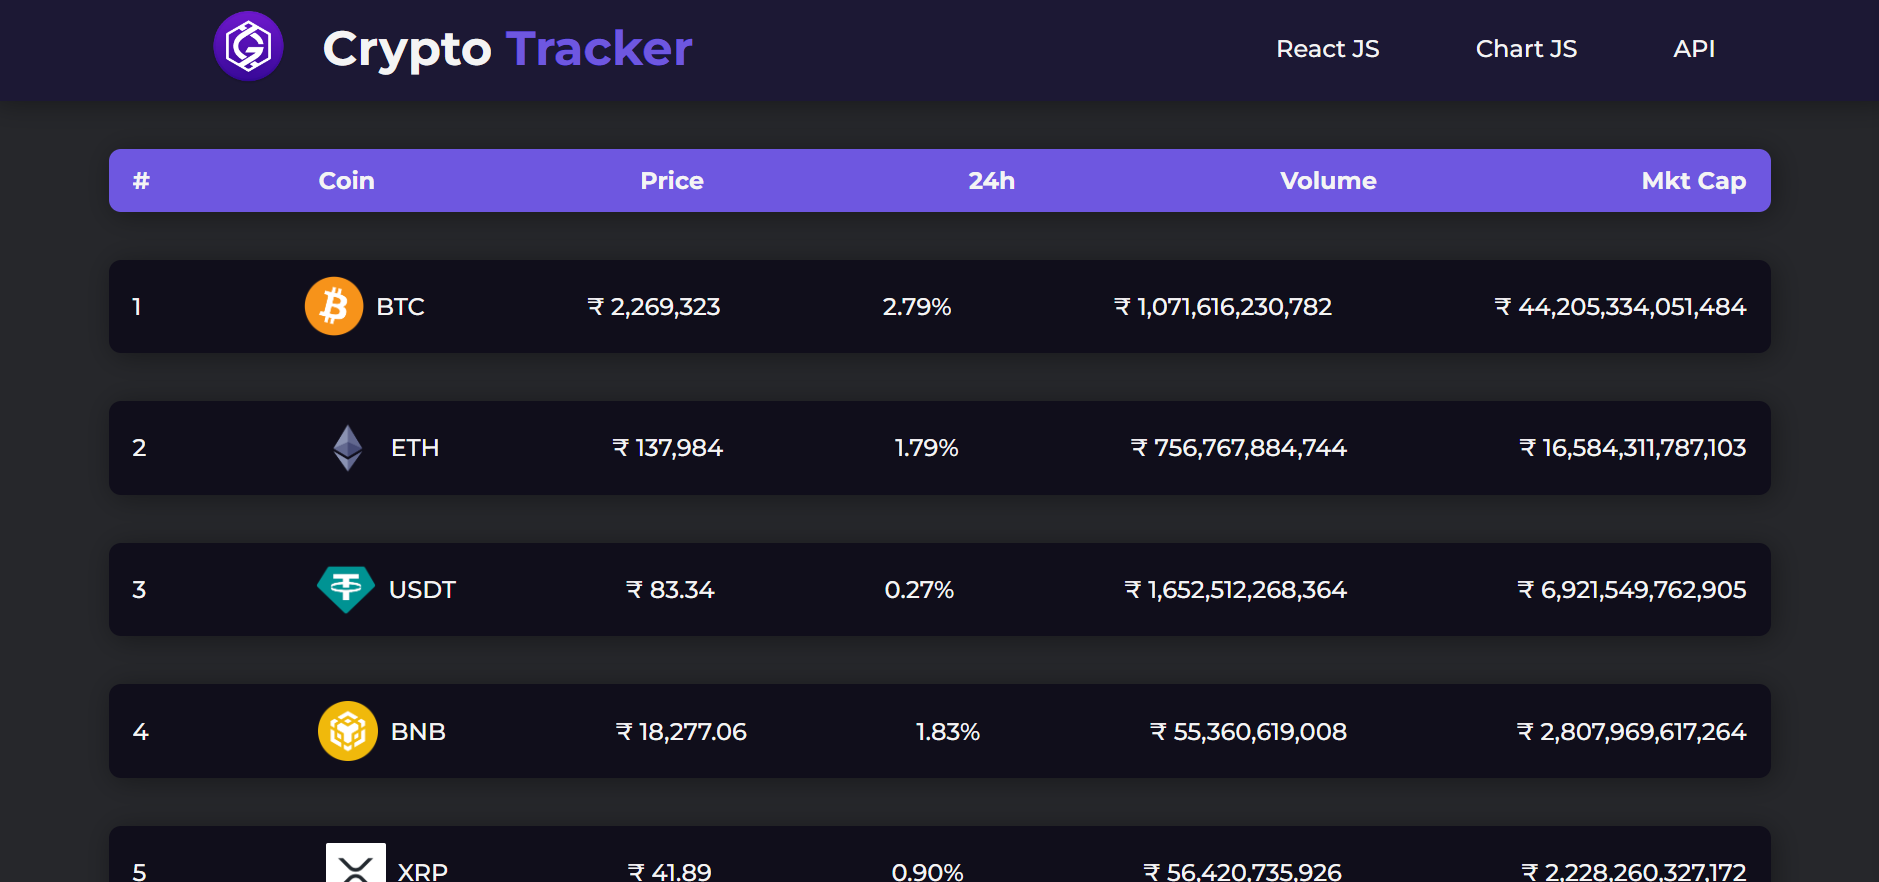 Crypto Tracker React JS Chart JS API
# Coin Price 24h Volume Mkt Cap
1 BTC ₹ 2,269,323 2.79% ₹ 1,071,616,230,782 ₹ 44,205,334,051,484
2 ETH ₹ 137,984 1.79% ₹ 756,767,884,744 ₹ 16,584,311,787,103
3 USDT ₹ 83.34 0.27% ₹ 1,652,512,268,364 ₹ 6,921,549,762,905
4 BNB ₹ 18,277.06 1.83% ₹ 55,360,619,008 ₹ 2,807,969,617,264
5 XRP ₹ 41.89 0.90% ₹ 56,420,735,926 ₹ 2,228,260,327,172